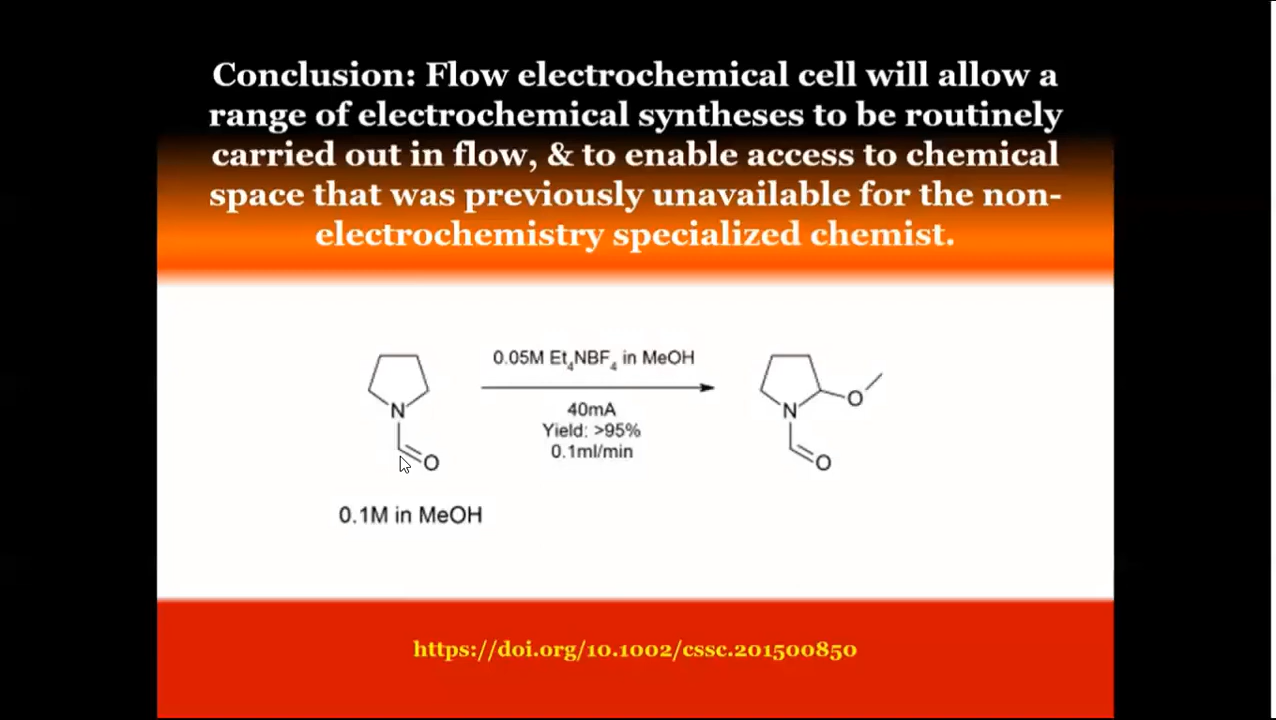 Conclusion: Flow electrochemical cell will allow a
range of electrochemical syntheses to be routinely
carried out in flow, & to enable access to chemical
space that was previously unavailable for the non-
electrochemistry specialized chemist.
0.05M Et₄NBF₄ in MeOH
40mA
Yield: >95%
0.1ml/min
N
O
0.1M in MeOH
N
O
O
https://doi.org/10.1002/cssc.201500850